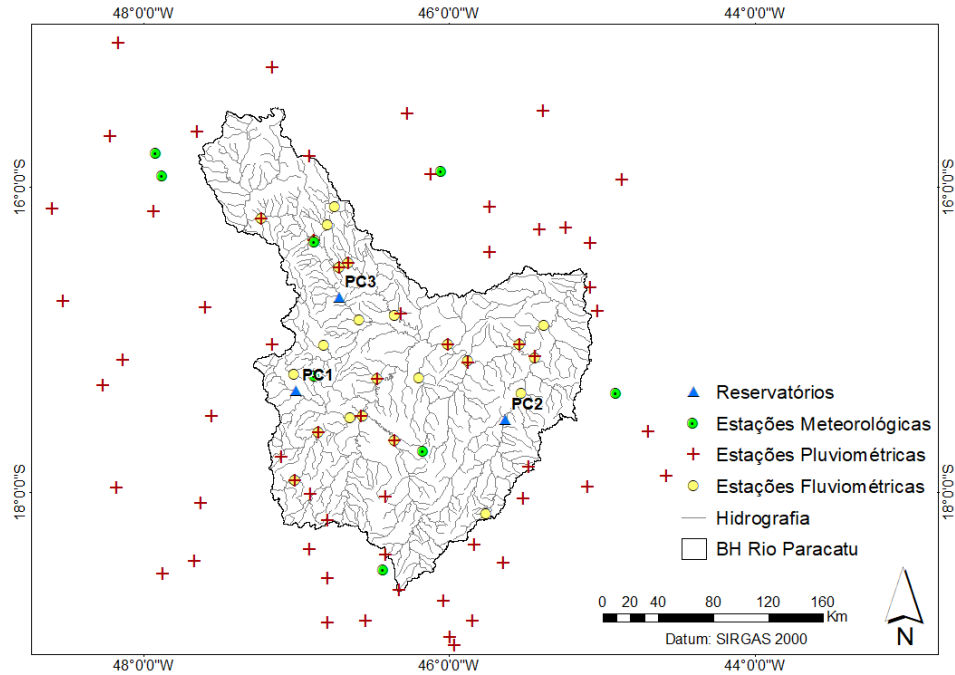 48°0'0"W 46°0'0"W 44°0'0"W
16°0'0"S 16°0'0"S
PC3
PC1
PC2
Reservatórios
Estações Meteorológicas
Estações Pluviométricas
Estações Fluviométricas
Hidrografia
BH Rio Paracatu
18°0'0"S 18°0'0"S
0 20 40 80 120 160
Km
Datum: SIRGAS 2000
N
48°0'0"W 46°0'0"W 44°0'0"W